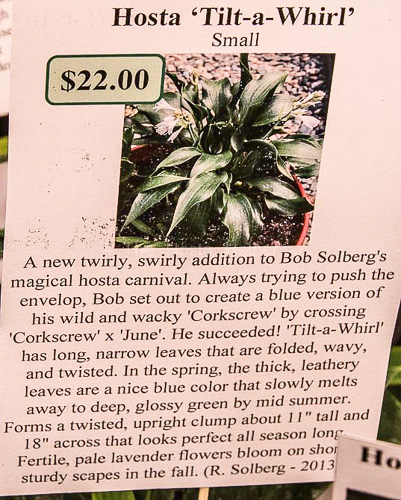 Hosta ‘Tilt-a-Whirl’
Small
$22.00
A new twirly, swirly addition to Bob Solberg's
magical hosta carnival. Always trying to push the
envelop, Bob set out to create a blue version of
his wild and wacky 'Corkscrew' by crossing
'Corkscrew' x 'June'. He succeeded! 'Tilt-a-Whirl'
has long, narrow leaves that are folded, wavy,
and twisted. In the spring, the thick, leathery
leaves are a nice blue color that slowly melts
away to deep, glossy green by mid summer.
Forms a twisted, upright clump about 11" tall and
18" across that looks perfect all season long.
Fertile, pale lavender flowers bloom on
sturdy scapes in the fall. (R. Solberg - 2013
Ho